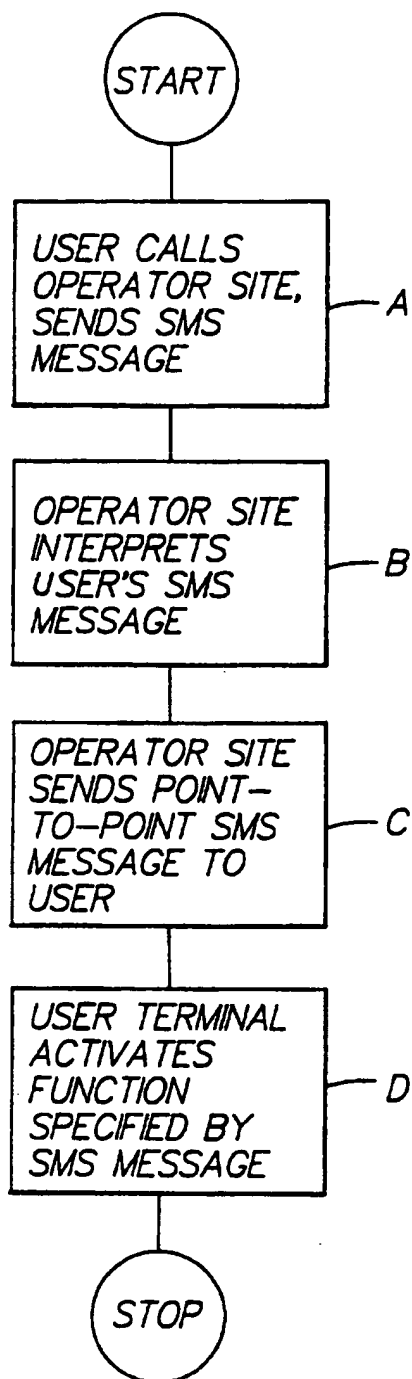 START
USER CALLS
OPERATOR SITE,
SENDS SMS
MESSAGE
A
OPERATOR SITE
INTERPRETS
USER'S SMS
MESSAGE
B
OPERATOR SITE
SENDS POINT-
TO-POINT SMS
MESSAGE TO
USER
C
USER TERMINAL
ACTIVATES
FUNCTION
SPECIFIED BY
SMS MESSAGE
D
STOP